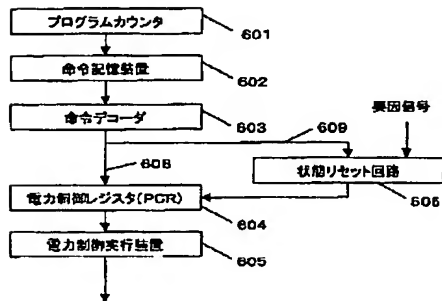 プログラムカウンタ
601
命令記憶装置
602
命令デコーダ
603
609
要因信号
608
状態リセット回路
606
電力制御レジスタ(PCR)
604
電力制御実行装置
605